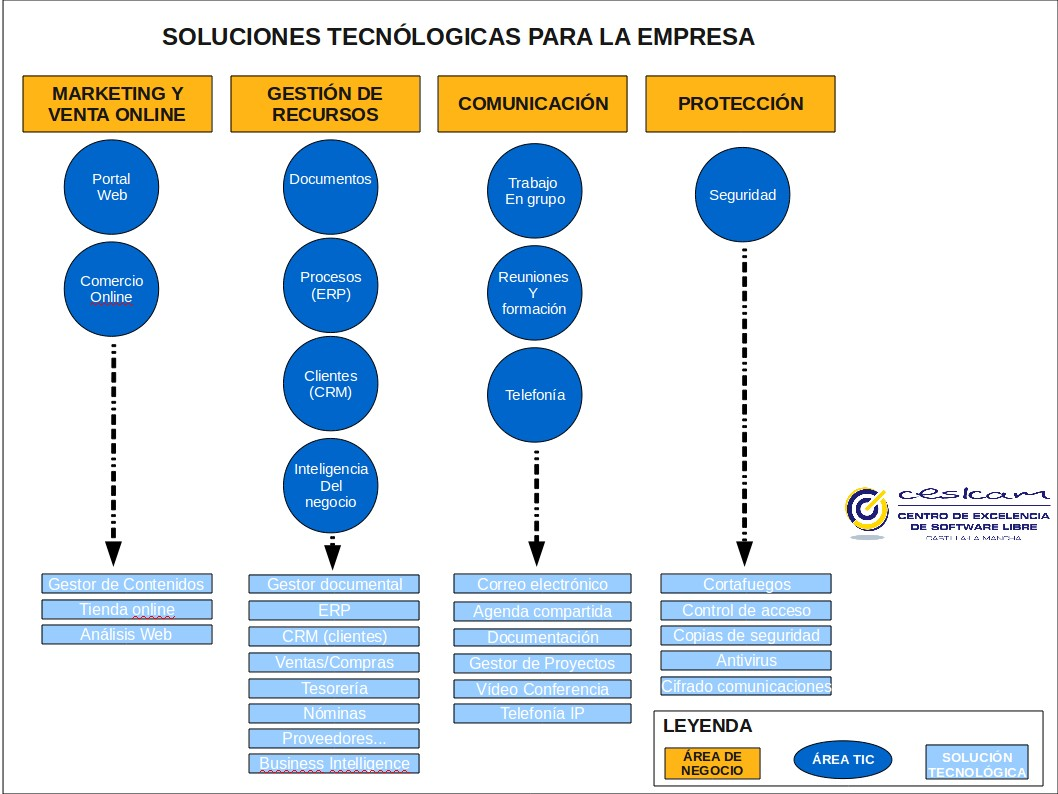 SOLUCIONES TECNÓLOGICAS PARA LA EMPRESA
MARKETING Y
VENTA ONLINE
Portal
Web
Comercio
Online
Gestor de Contenidos
Tienda online
Análisis Web
GESTIÓN DE
RECURSOS
Documentos
Procesos
(ERP)
Clientes
(CRM)
Inteligencia
Del
negocio
Gestor documental
ERP
CRM (clientes)
Ventas/Compras
Tesorería
Nóminas
Proveedores...
Business Intelligence
COMUNICACIÓN
Trabajo
En grupo
Reuniones
Y
formación
Telefonía
Correo electrónico
Agenda compartida
Documentación
Gestor de Proyectos
Vídeo Conferencia
Telefonía IP
PROTECCIÓN
Seguridad
Cortafuegos
Control de acceso
Copias de seguridad
Antivirus
Cifrado comunicaciones
ceslcam
CENTRO DE EXCELENCIA
DE SOFTWARE LIBRE
CASTILLA-LA MANCHA
LEYENDA
ÁREA DE
NEGOCIO
ÁREA TIC
SOLUCIÓN
TECNOLÓGICA